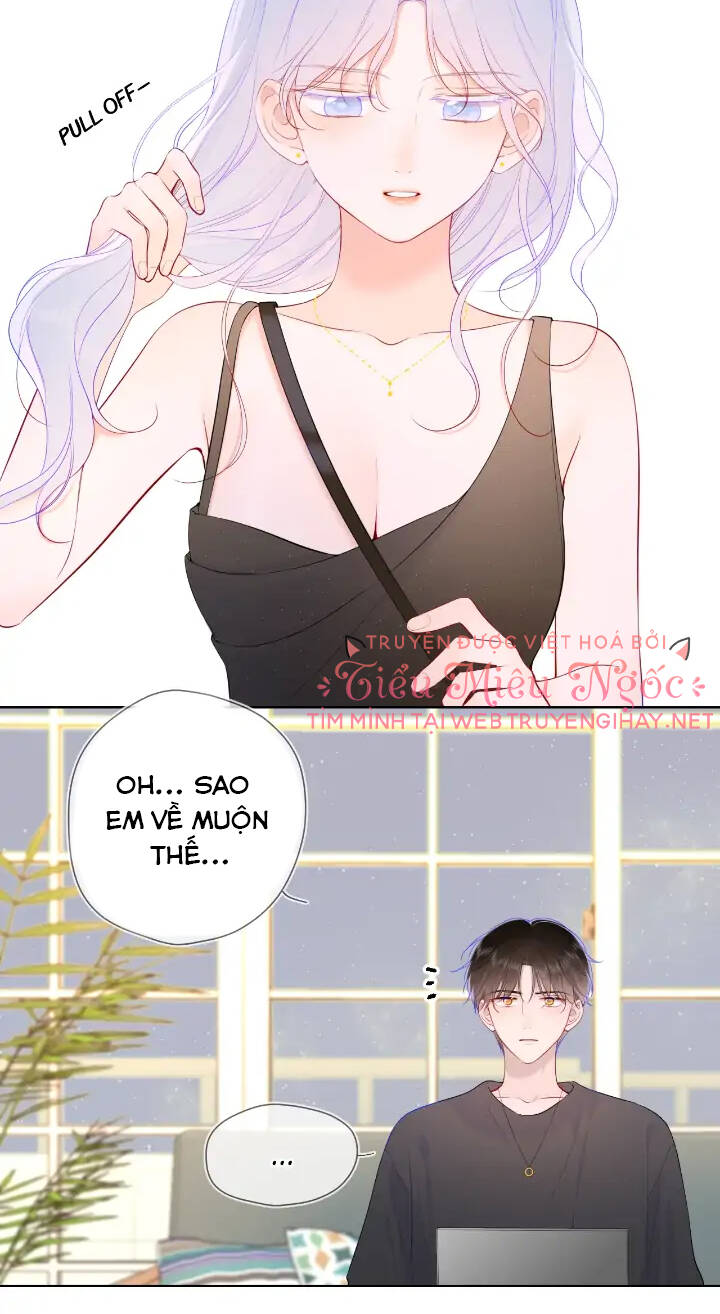 PULL OFF~
TRUYỆN ĐƯỢC VIỆT HOÁ BỞI
Tiểu Miêu Ngốc
TÌM MÌNH TẠI WEB TRUYENGIHAY.NET
OH... SAO
EM VỀ MUỘN
THẾ...
...